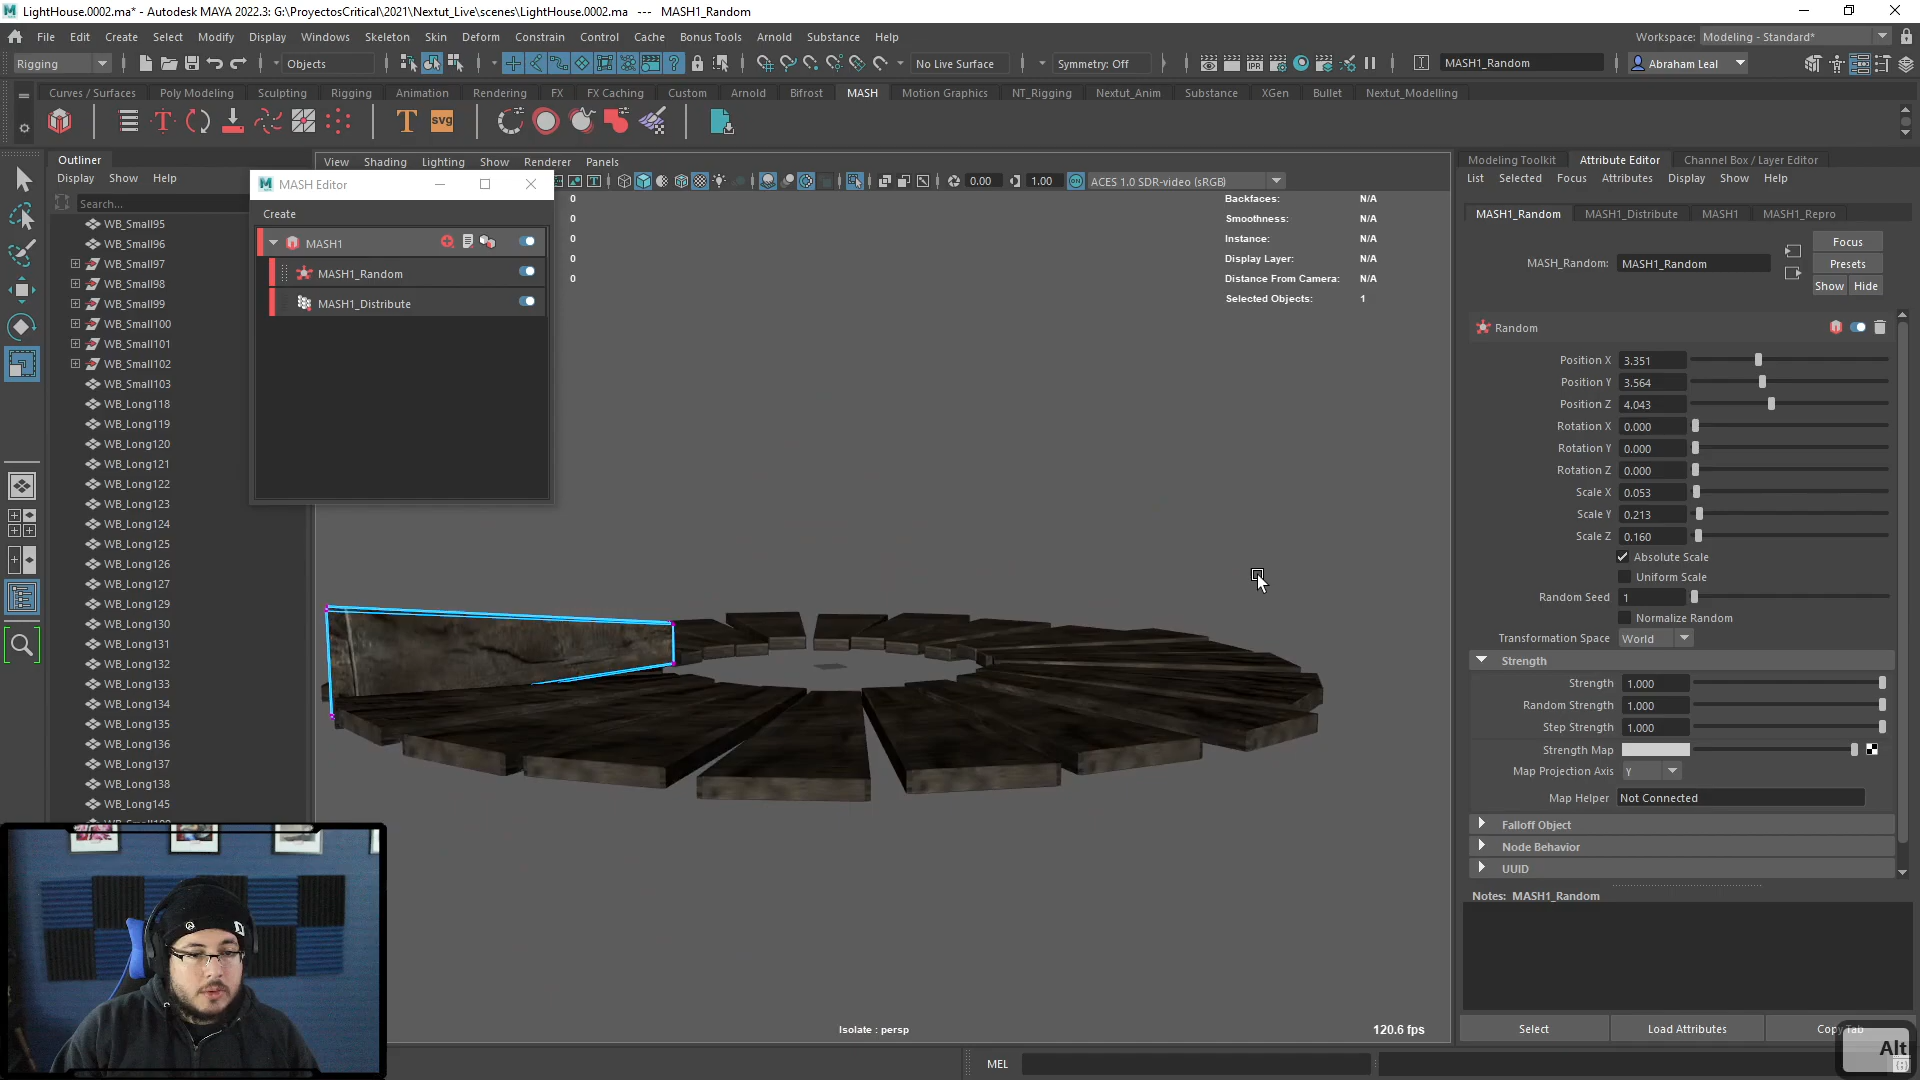 LightHouse.0002.ma* - Autodesk MAYA 2022.3: G:\ProyectosCritical\2021\Nextut_Live\scenes\LightHouse.0002.ma --- MASH1_Random
File Edit Create Select Modify Display Windows Skeleton Skin Deform Constrain Control Cache Bonus Tools Arnold Substance Help
Workspace: Modeling - Standard*
Rigging Objects No Live Surface Symmetry: Off MASH1_Random Abraham Leal
Curves / Surfaces Poly Modeling Sculpting Rigging Animation Rendering FX FX Caching Custom Arnold Bifrost MASH Motion Graphics NT_Rigging Nextut_Anim Substance XGen Bullet Nextut_Modelling
T T svg
Outliner
Display Show Help
Search...
WB_Small95
WB_Small96
WB_Small97
WB_Small98
WB_Small99
WB_Small100
WB_Small101
WB_Small102
WB_Small103
WB_Long118
WB_Long119
WB_Long120
WB_Long121
WB_Long122
WB_Long123
WB_Long124
WB_Long125
WB_Long126
WB_Long127
WB_Long129
WB_Long130
WB_Long131
WB_Long132
WB_Long133
WB_Long134
WB_Long135
WB_Long136
WB_Long137
WB_Long138
WB_Long145
MASH Editor
Create
MASH1
MASH1_Random
MASH1_Distribute
View Shading Lighting Show Renderer Panels
0.00 1.00 ACES 1.0 SDR-video (sRGB)
0 Backfaces: N/A
0 Smoothness: N/A
0 Instance: N/A
0 Display Layer: N/A
0 Distance From Camera: N/A
Selected Objects: 1
Isolate : persp
120.6 fps
MEL
Modeling Toolkit Attribute Editor Channel Box / Layer Editor
List Selected Focus Attributes Display Show Help
MASH1_Random MASH1_Distribute MASH1 MASH1_Repro
Focus
MASH_Random: MASH1_Random Presets
Show Hide
Random
Position X 3.351
Position Y 3.564
Position Z 4.043
Rotation X 0.000
Rotation Y 0.000
Rotation Z 0.000
Scale X 0.053
Scale Y 0.213
Scale Z 0.160
Absolute Scale
Uniform Scale
Random Seed 1
Normalize Random
Transformation Space World
Strength
Strength 1.000
Random Strength 1.000
Step Strength 1.000
Strength Map
Map Projection Axis Y
Map Helper Not Connected
Falloff Object
Node Behavior
UUID
Notes: MASH1_Random
Select Load Attributes Copy Tab
Alt